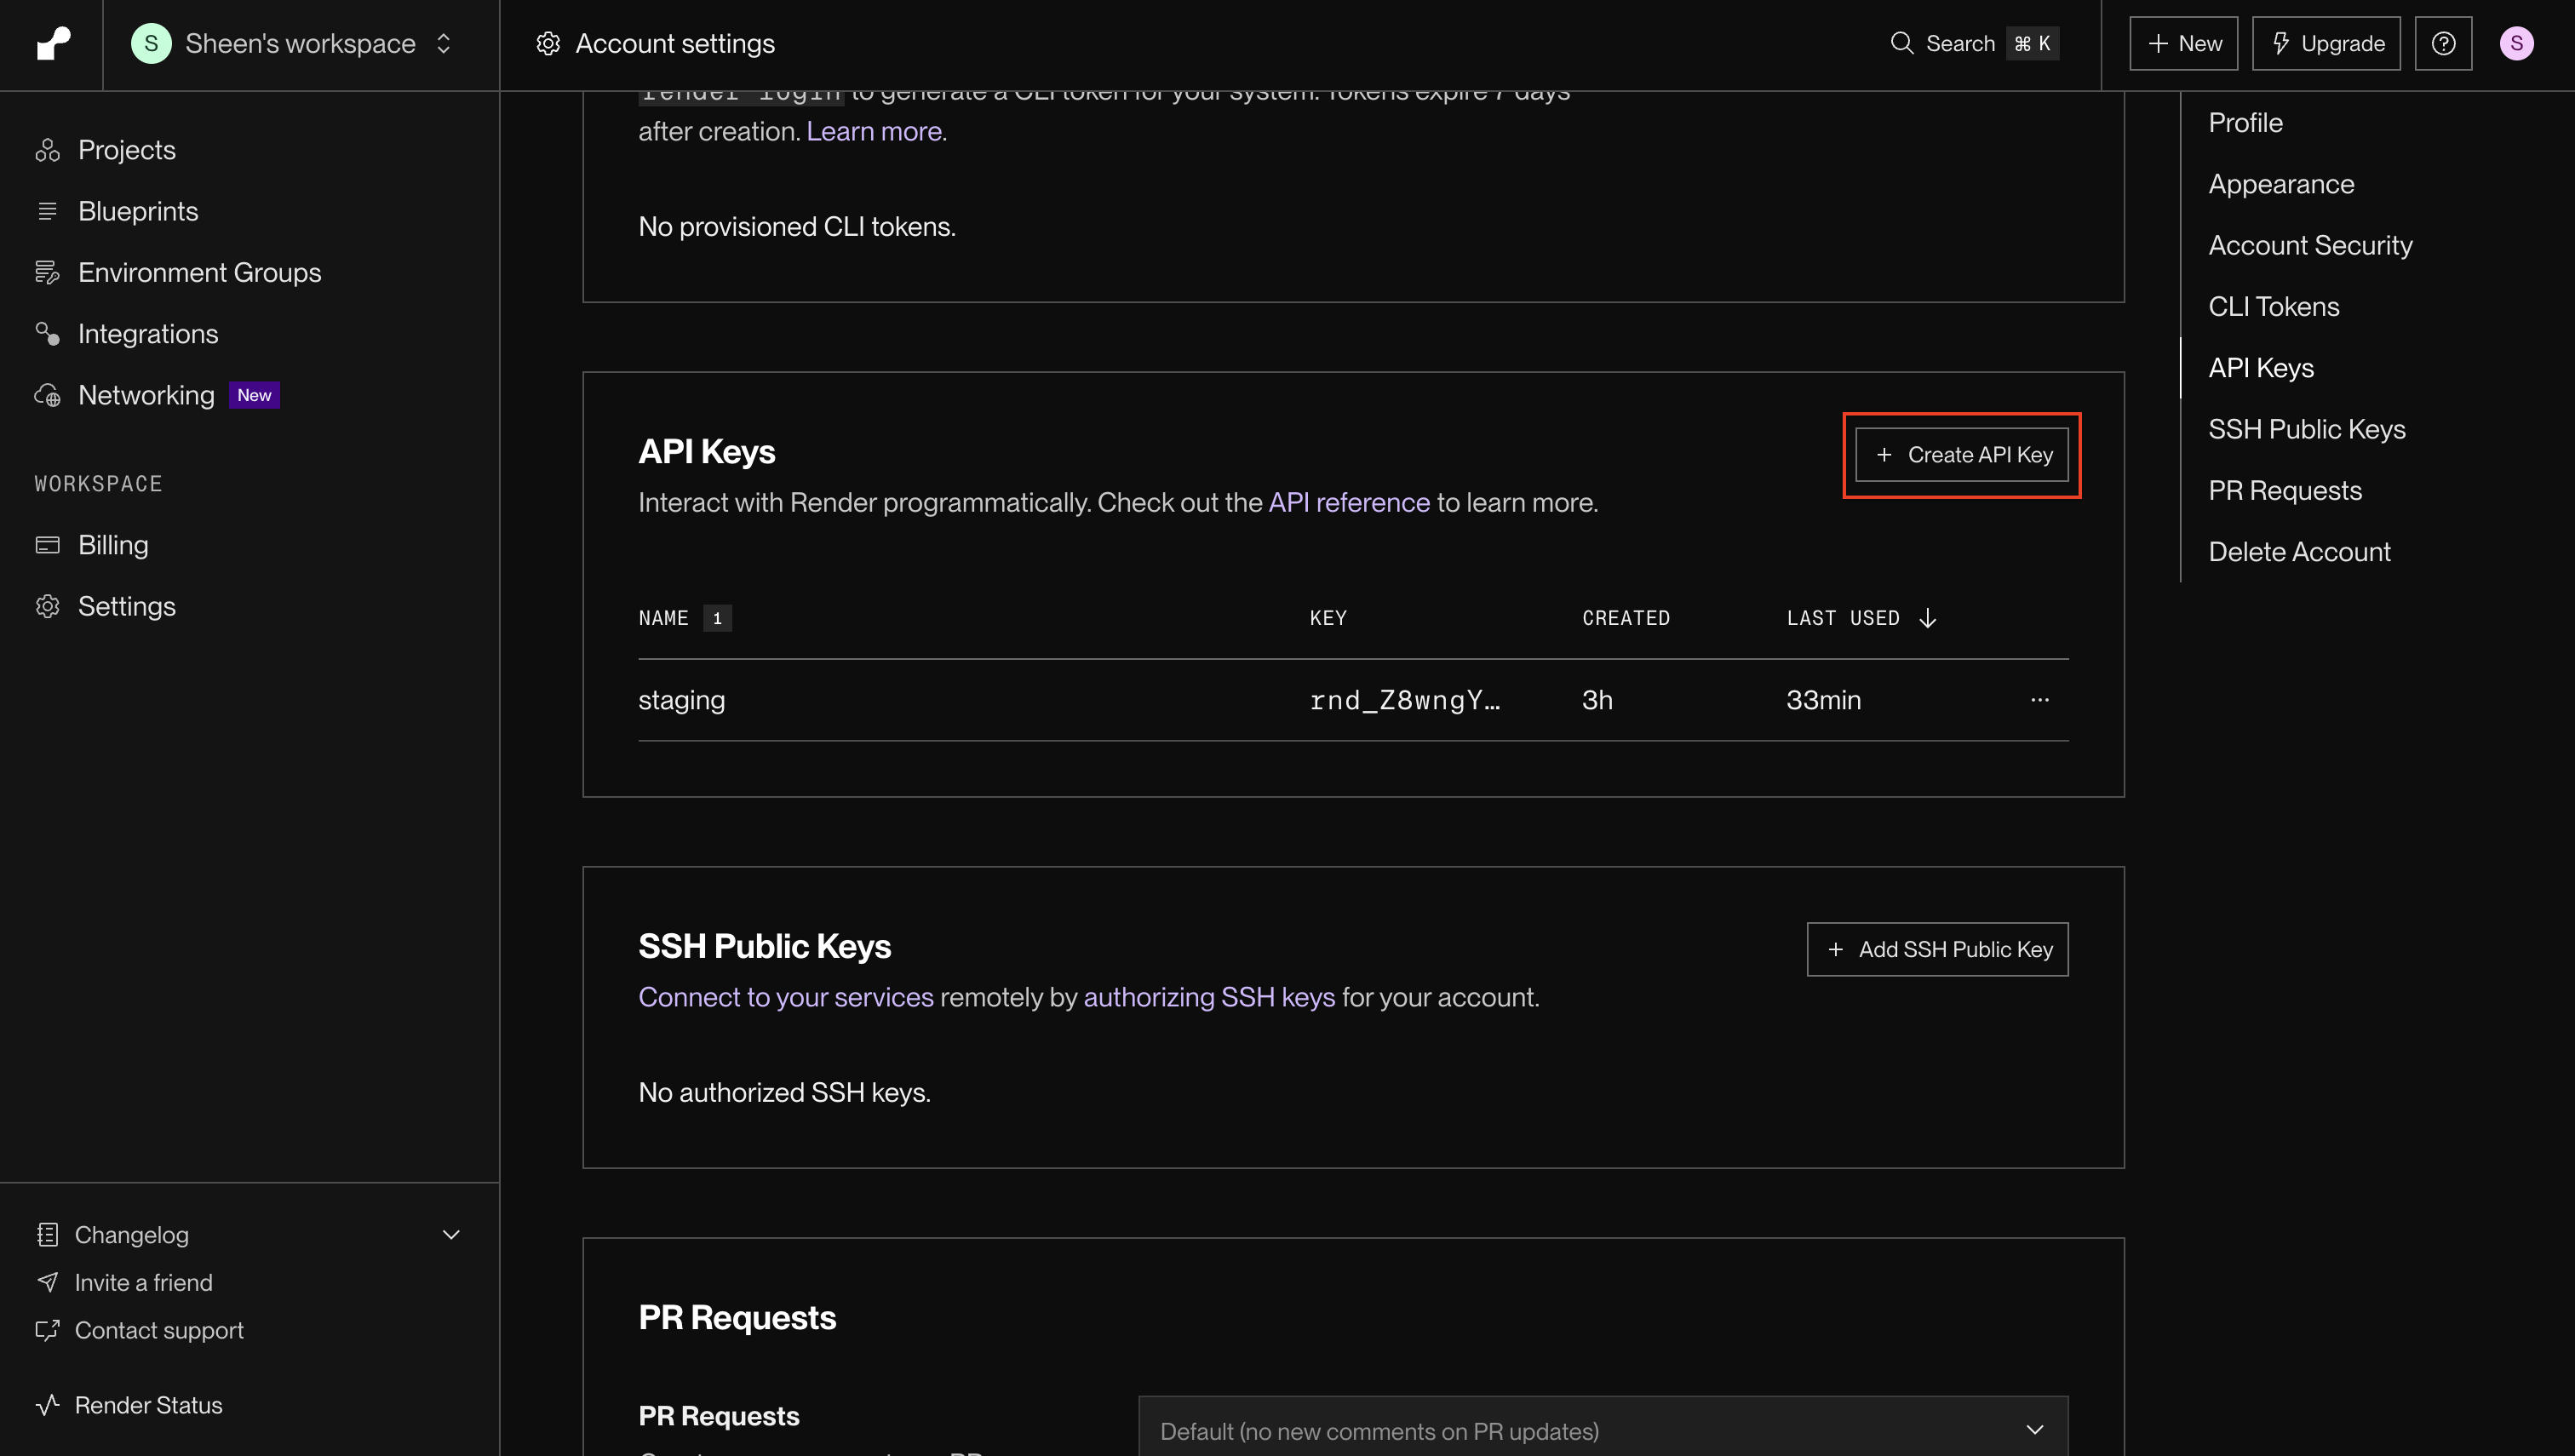 S Sheen's workspace
Account settings
Search ⌘ K
+ New
Upgrade
S
Projects
Blueprints
Environment Groups
Integrations
Networking New
WORKSPACE
Billing
Settings
Changelog
Invite a friend
Contact support
Render Status
render login to generate a CLI token for your system. Tokens expire 7 days
after creation. Learn more.
No provisioned CLI tokens.
API Keys
+ Create API Key
Interact with Render programmatically. Check out the API reference to learn more.
NAME 1 KEY CREATED LAST USED ↓
staging rnd_Z8wngY… 3h 33min ···
SSH Public Keys
+ Add SSH Public Key
Connect to your services remotely by authorizing SSH keys for your account.
No authorized SSH keys.
PR Requests
PR Requests
Default (no new comments on PR updates)
Profile
Appearance
Account Security
CLI Tokens
API Keys
SSH Public Keys
PR Requests
Delete Account